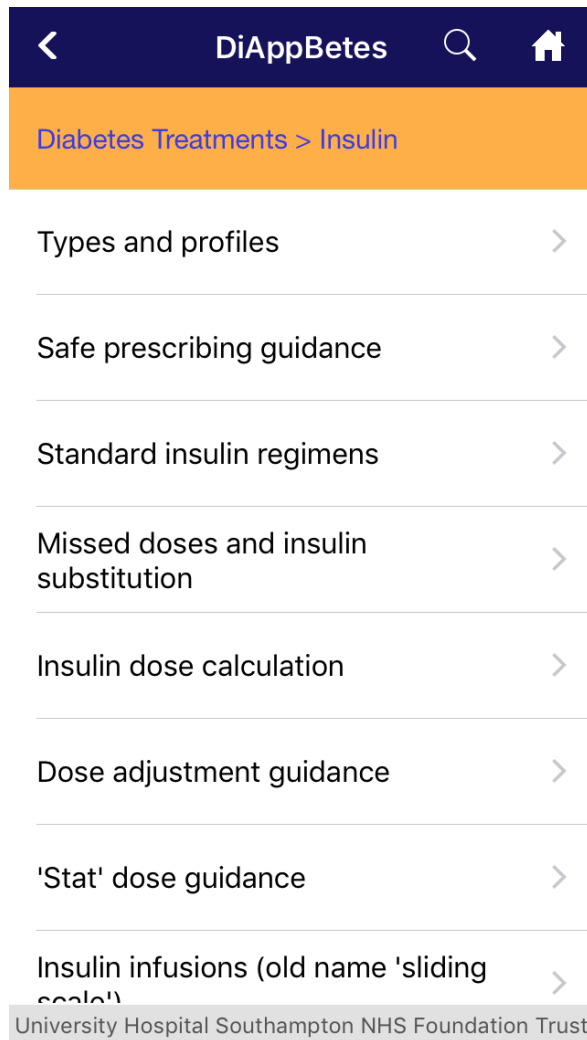 DiAppBetes
Diabetes Treatments > Insulin
Types and profiles
Safe prescribing guidance
Standard insulin regimens
Missed doses and insulin
substitution
Insulin dose calculation
Dose adjustment guidance
'Stat' dose guidance
Insulin infusions (old name 'sliding
scale')
University Hospital Southampton NHS Foundation Trust